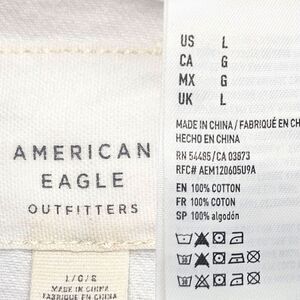 AMERICAN
EAGLE
OUTFITTERS
L/G/G
MADE IN CHINA
FABRIQUÉ EN CHINE
US L
CA G
MX G
UK L
MADE IN CHINA / FABRIQUÉ EN CH
HECHO EN CHINA
RN 54485/CA 03873
RFC# AEM120605U9A
EN 100% COTTON
FR 100% COTON
SP 100% algodón